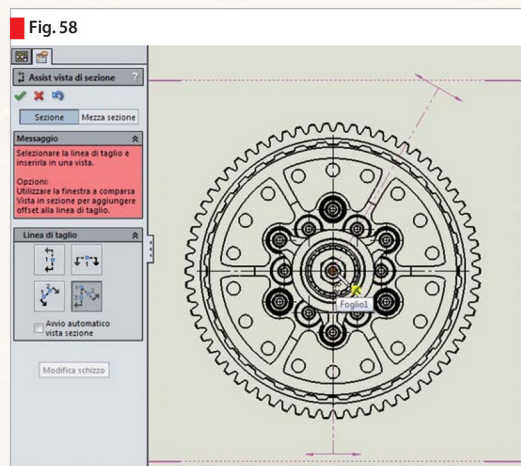 Fig. 58
Assist vista di sezione ?
Sezione
Mezza sezione
Messaggio
Selezionare la linea di taglio e
inserirla in una vista.
Opzioni:
Utilizzare la finestra a comparsa
Vista in sezione per aggiungere
offset alla linea di taglio.
Linea di taglio
Avvio automatico
vista sezione
Modifica schizzo
Foglio1